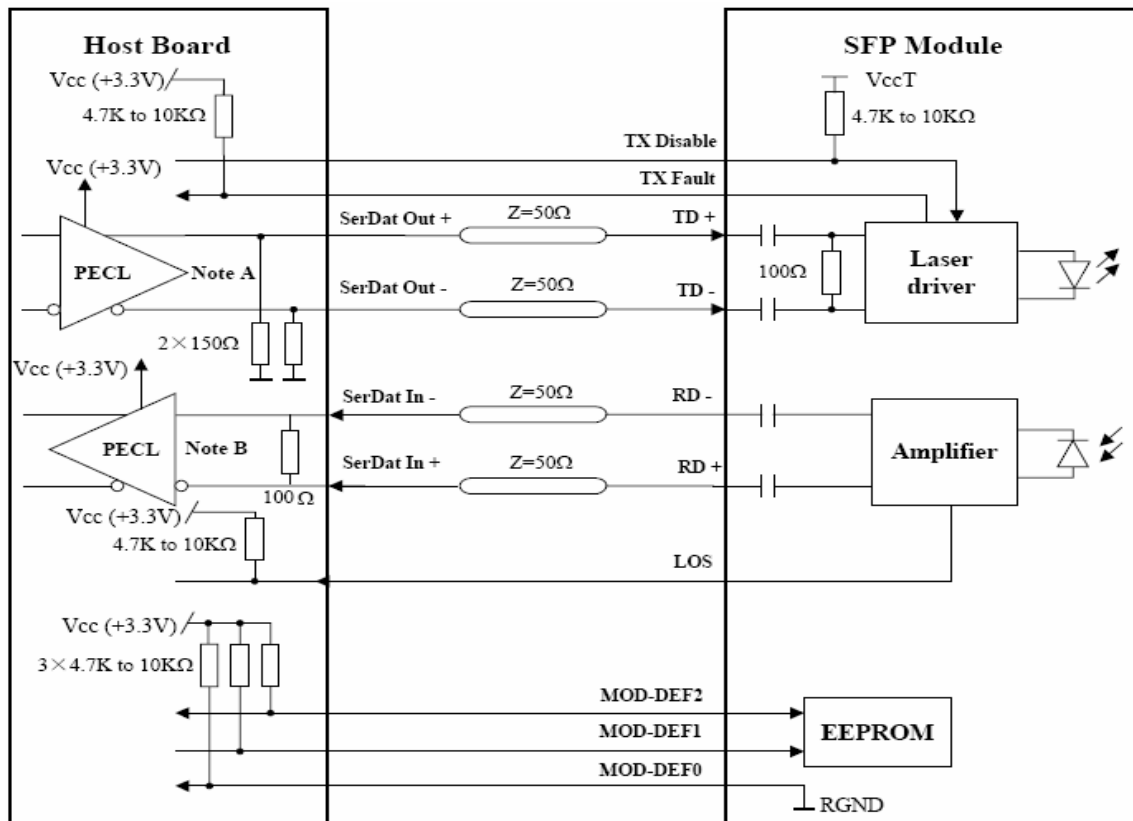 Host Board
SFP Module
Vcc (+3.3V)
4.7K to 10KΩ
VccT
4.7K to 10KΩ
TX Disable
Vcc (+3.3V)
TX Fault
SerDat Out +
Z=50Ω
TD +
PECL
Note A
100Ω
Laser
driver
SerDat Out -
Z=50Ω
TD -
2×150Ω
Vcc (+3.3V)
SerDat In -
Z=50Ω
RD -
PECL
Note B
Amplifier
SerDat In +
Z=50Ω
RD +
100Ω
Vcc (+3.3V)
4.7K to 10KΩ
LOS
Vcc (+3.3V)
3×4.7K to 10KΩ
MOD-DEF2
MOD-DEF1
EEPROM
MOD-DEF0
RGND